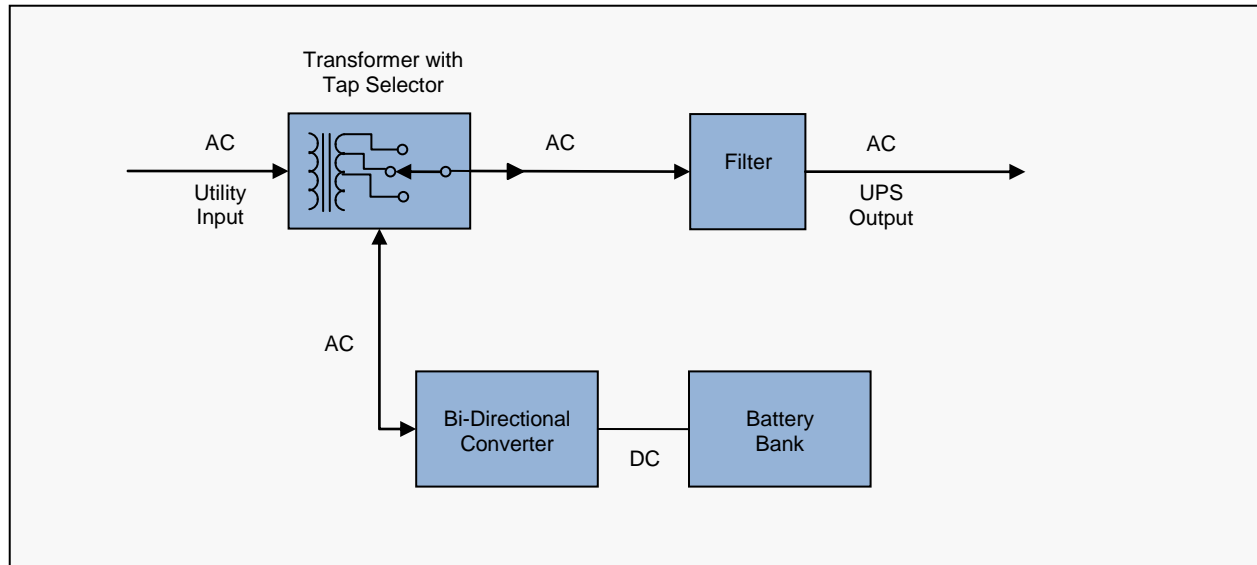 Transformer with
Tap Selector
AC
Utility
Input
AC
Filter
AC
UPS
Output
AC
Bi-Directional
Converter
DC
Battery
Bank